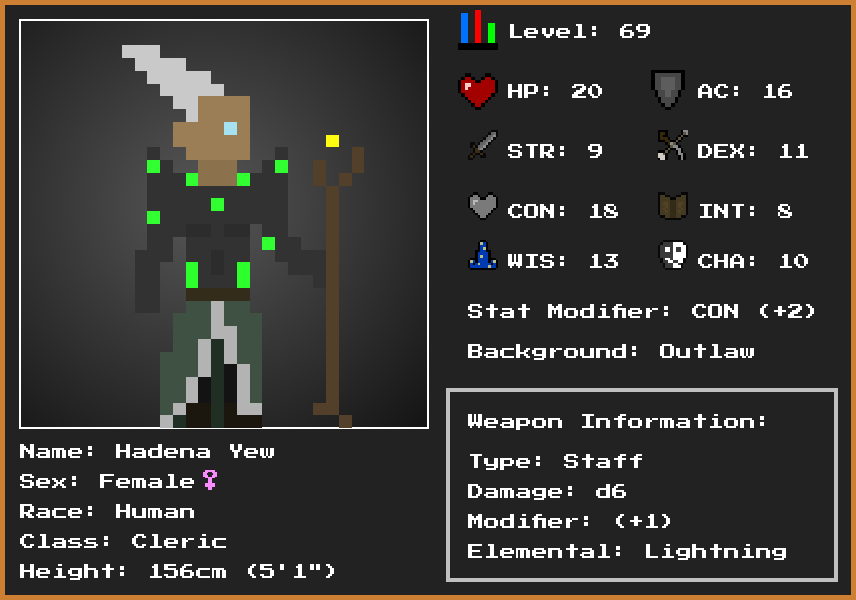 Level: 69
HP: 20
AC: 16
STR: 9
DEX: 11
CON: 18
INT: 8
WIS: 13
CHA: 10
Stat Modifier: CON (+2)
Background: Outlaw
Weapon Information:
Type: Staff
Damage: d6
Modifier: (+1)
Elemental: Lightning
Name: Hadena Yew
Sex: Female♀
Race: Human
Class: Cleric
Height: 156cm (5'1")